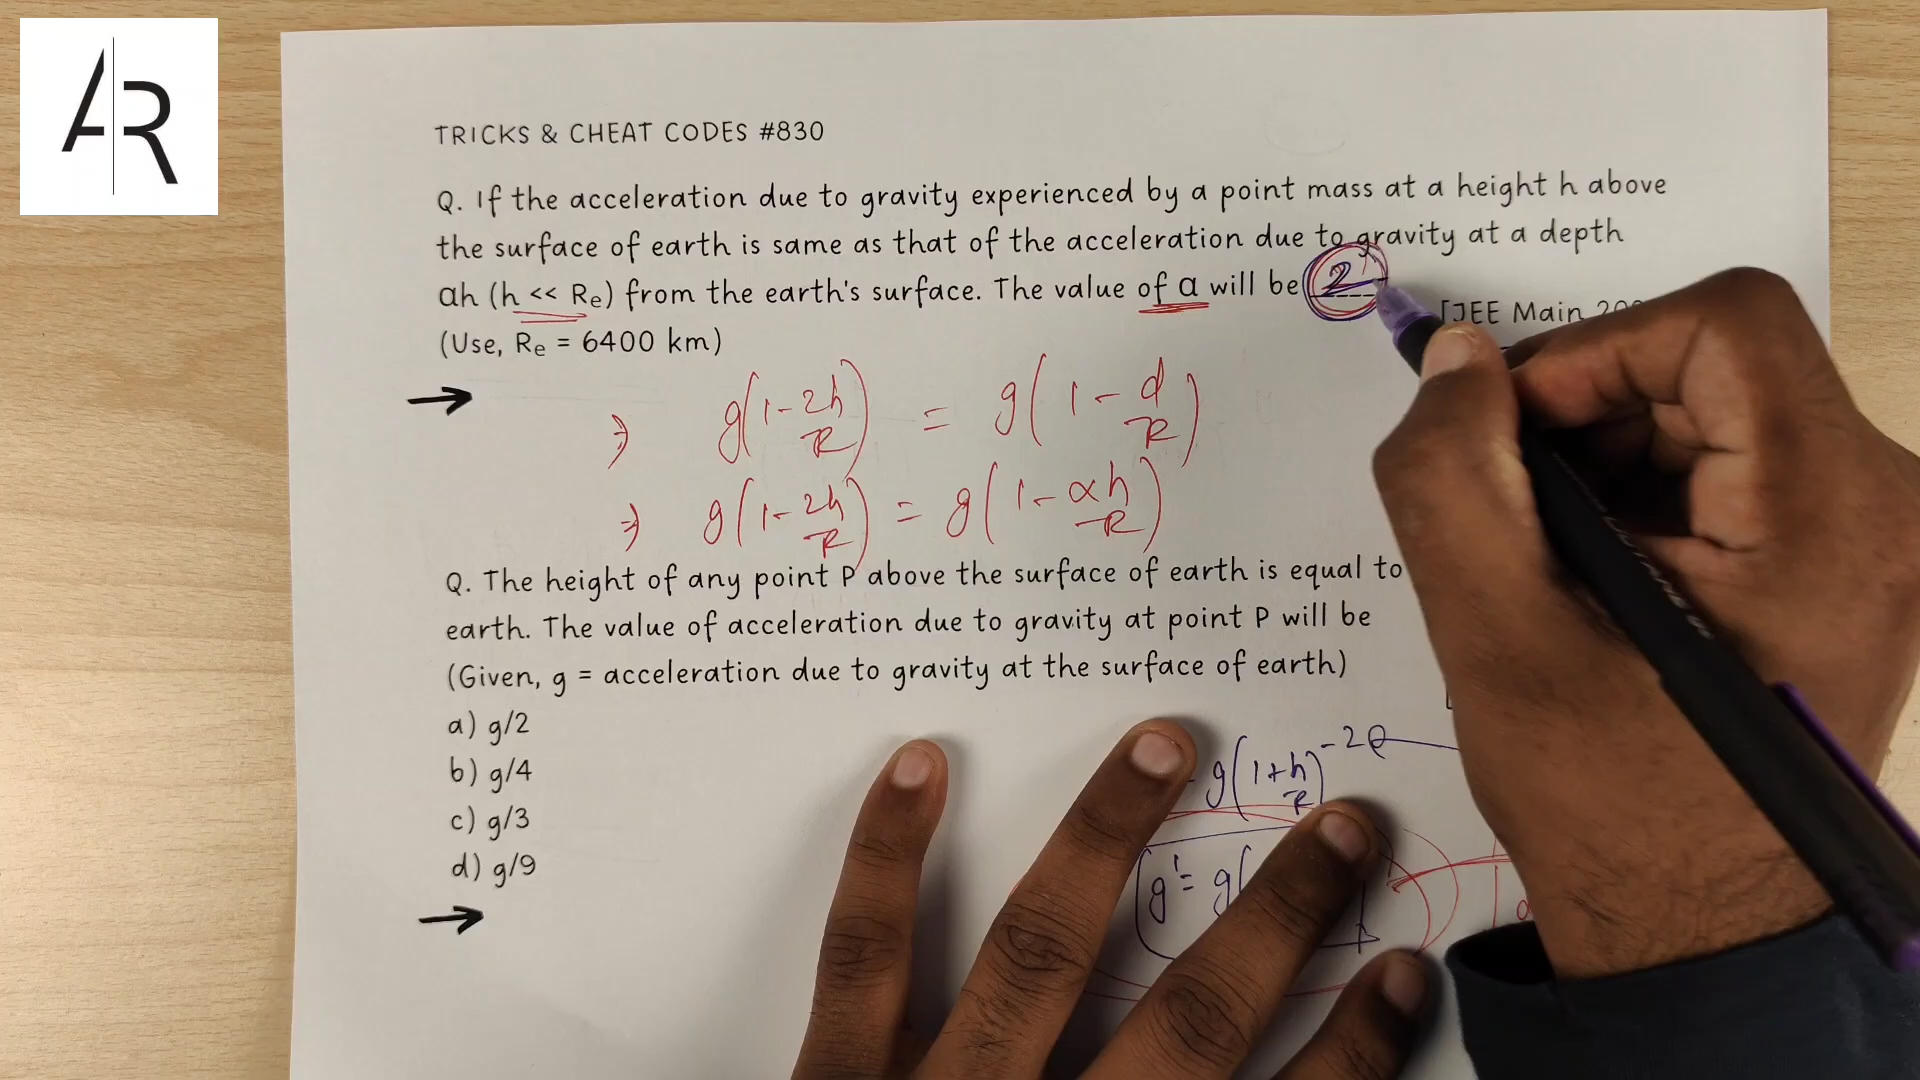 AR
TRICKS & CHEAT CODES #830
Q. If the acceleration due to gravity experienced by a point mass at a height h above
the surface of earth is same as that of the acceleration due to gravity at a depth
αh (h << Re) from the earth's surface. The value of α will be 2
[JEE Main
(Use, Re = 6400 km)
⇒ g(1 - 2h/R) = g(1 - d/R)
⇒ g(1 - 2h/R) = g(1 - αh/R)
Q. The height of any point P above the surface of earth is equal to
earth. The value of acceleration due to gravity at point P will be
(Given, g = acceleration due to gravity at the surface of earth)
a) g/2
b) g/4
c) g/3
d) g/9
g(1+h/R)^-2
g' = g(